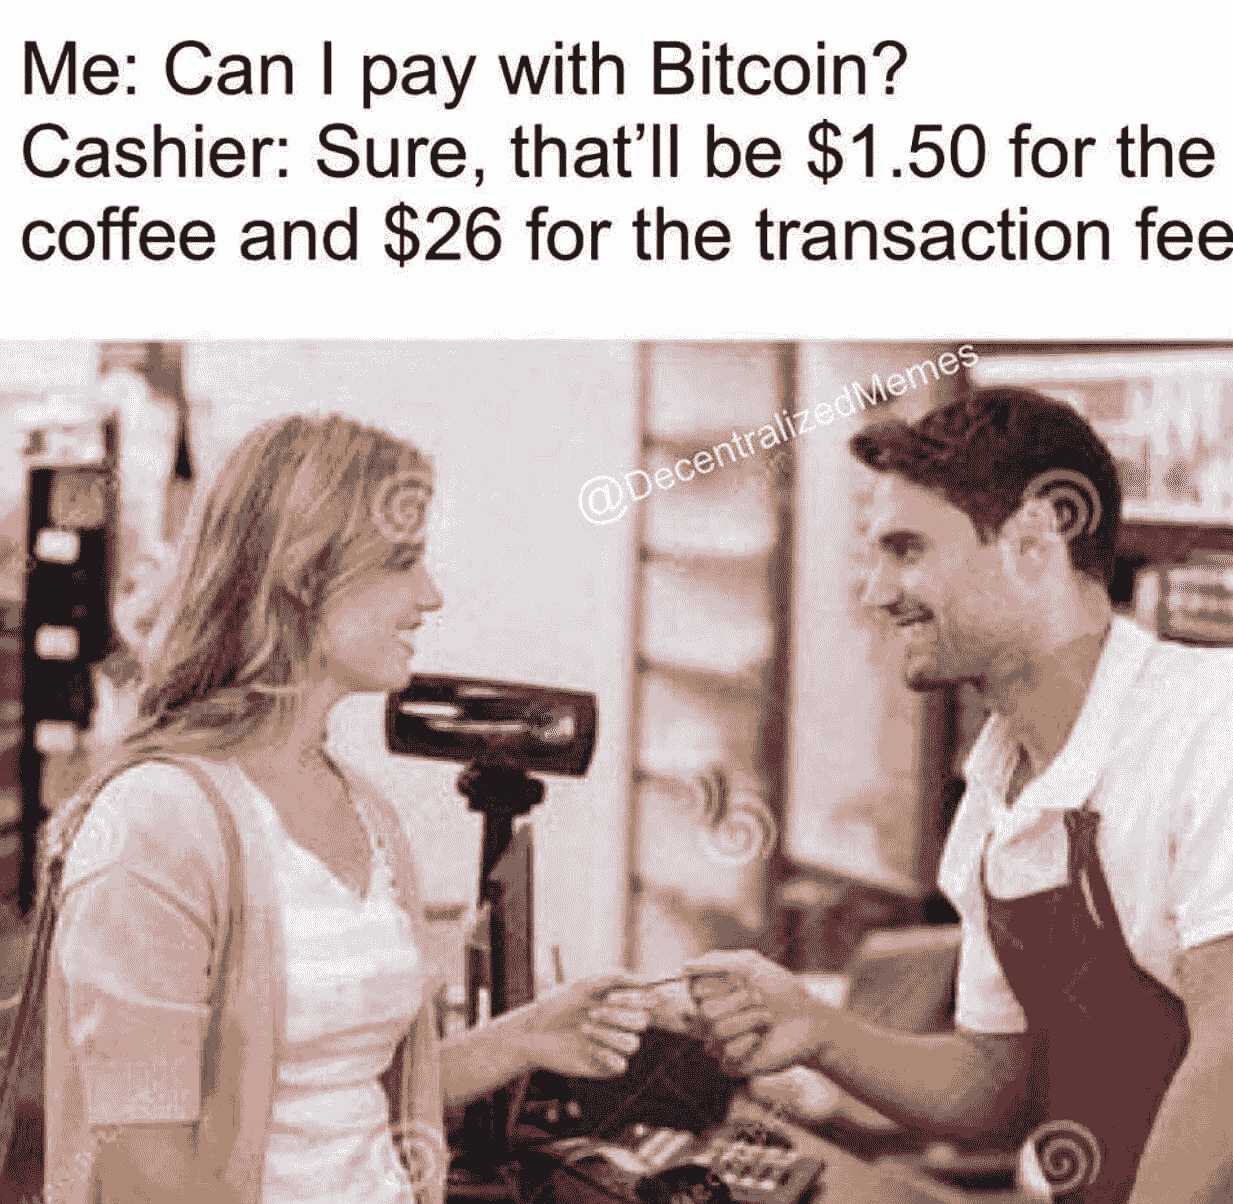 Me: Can I pay with Bitcoin?
Cashier: Sure, that’ll be $1.50 for the
coffee and $26 for the transaction fee
@DecentralizedMemes